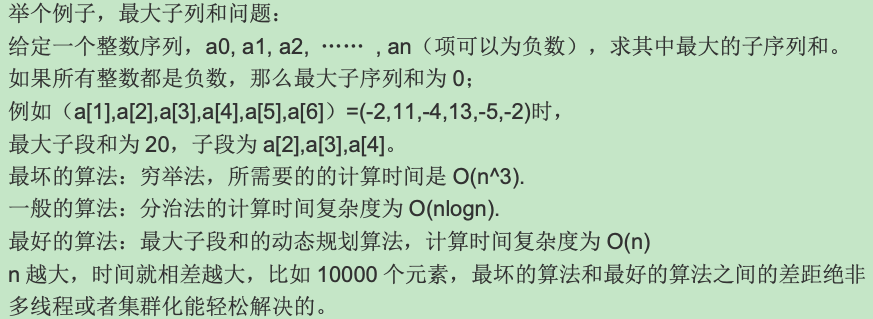 举个例子，最大子列和问题：
给定一个整数序列，a0, a1, a2, …… , an（项可以为负数），求其中最大的子序列和。
如果所有整数都是负数，那么最大子序列和为 0；
例如（a[1],a[2],a[3],a[4],a[5],a[6]）=(-2,11,-4,13,-5,-2)时，
最大子段和为 20，子段为 a[2],a[3],a[4]。
最坏的算法：穷举法，所需要的的计算时间是 O(n^3).
一般的算法：分治法的计算时间复杂度为 O(nlogn).
最好的算法：最大子段和的动态规划算法，计算时间复杂度为 O(n)
n 越大，时间就相差越大，比如 10000 个元素，最坏的算法和最好的算法之间的差距绝非
多线程或者集群化能轻松解决的。